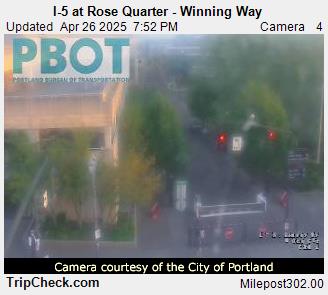 I-5 at Rose Quarter - Winning Way
Updated Apr 26 2025 7:52 PM Camera 4
PBOT
PORTLAND BUREAU OF TRANSPORTATION
Camera courtesy of the City of Portland
TripCheck.com Milepost302.00